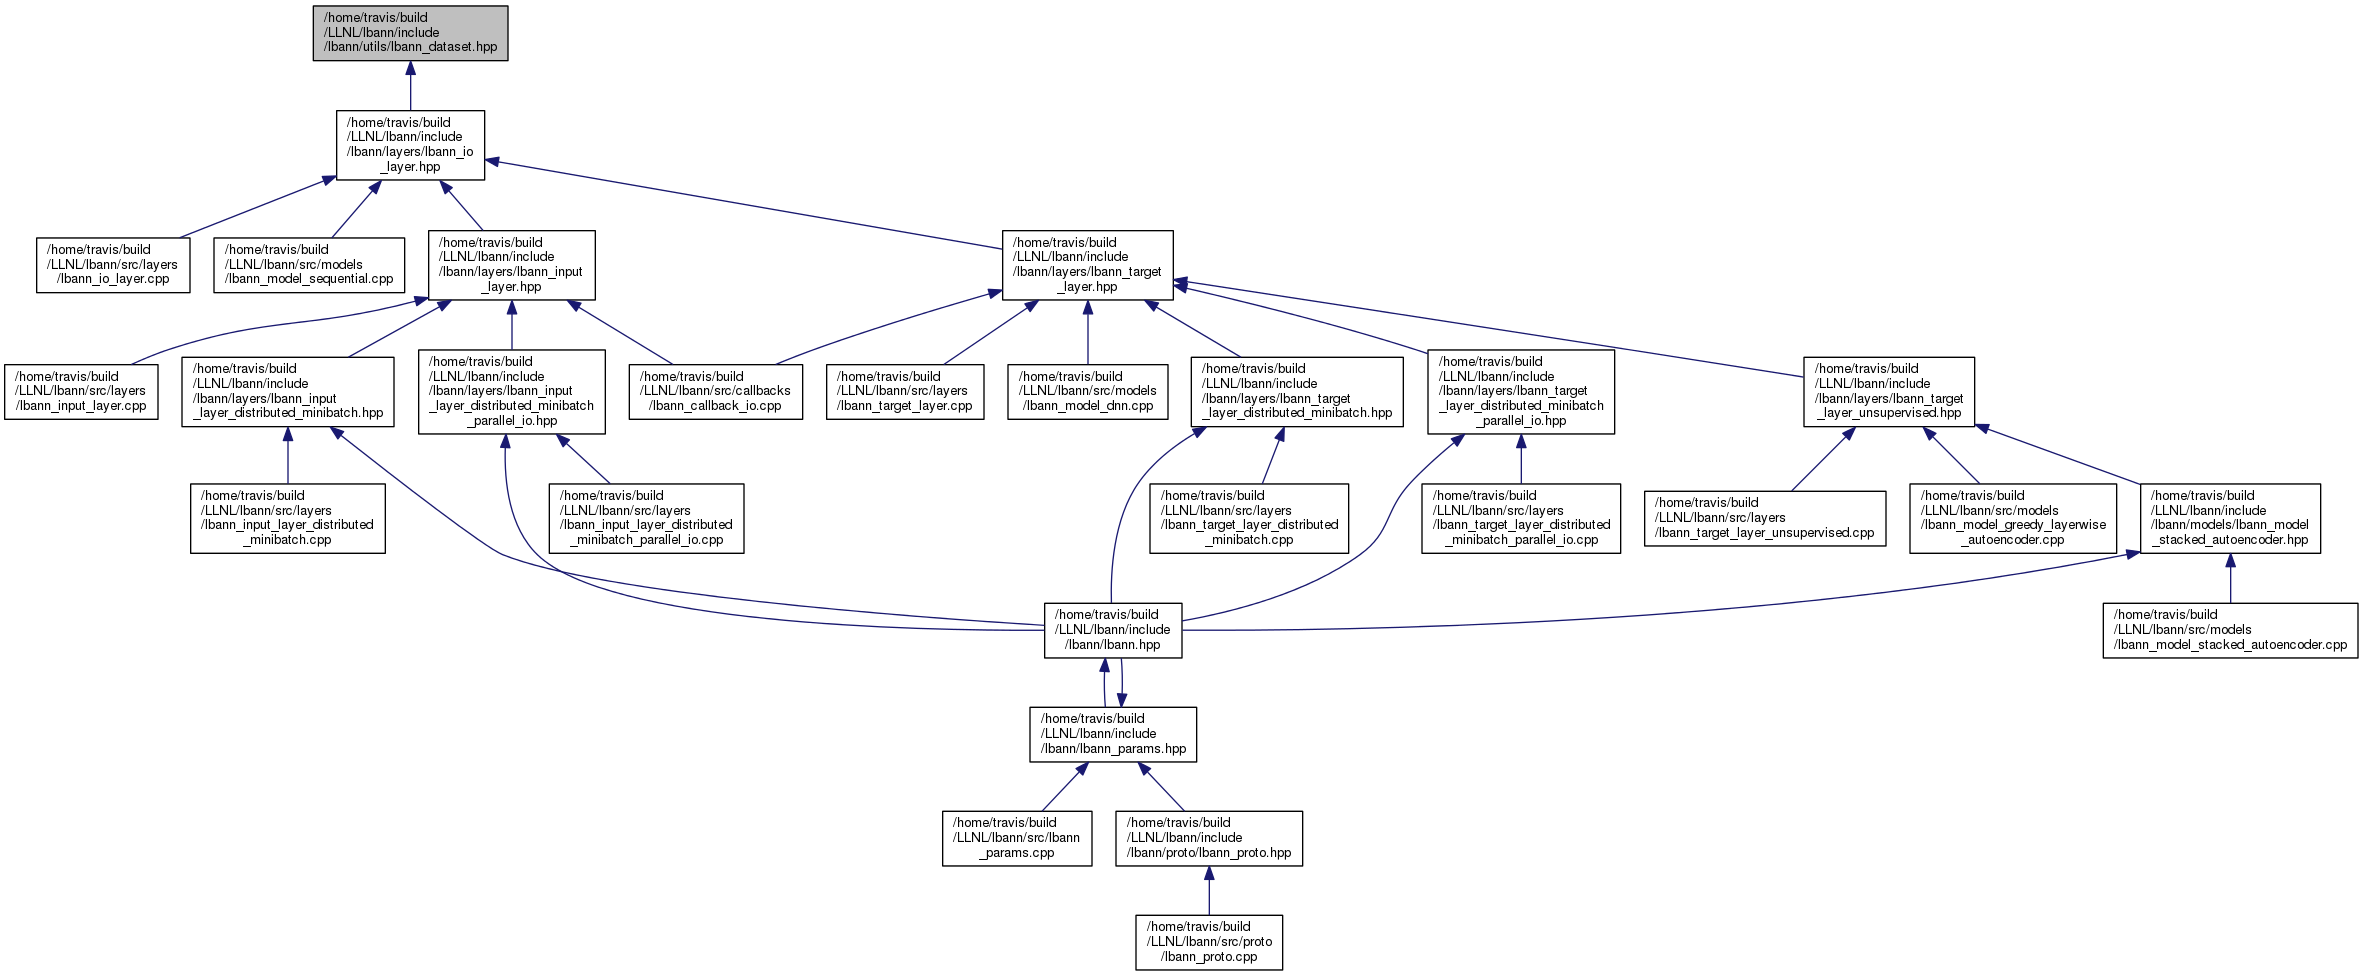 /home/travis/build
/LLNL/lbann/include
/lbann/utils/lbann_dataset.hpp
/home/travis/build
/LLNL/lbann/include
/lbann/layers/lbann_io
_layer.hpp
/home/travis/build
/LLNL/lbann/src/layers
/lbann_io_layer.cpp
/home/travis/build
/LLNL/lbann/src/models
/lbann_model_sequential.cpp
/home/travis/build
/LLNL/lbann/include
/lbann/layers/lbann_input
_layer.hpp
/home/travis/build
/LLNL/lbann/include
/lbann/layers/lbann_target
_layer.hpp
/home/travis/build
/LLNL/lbann/src/layers
/lbann_input_layer.cpp
/home/travis/build
/LLNL/lbann/include
/lbann/layers/lbann_input
_layer_distributed_minibatch.hpp
/home/travis/build
/LLNL/lbann/include
/lbann/layers/lbann_input
_layer_distributed_minibatch
_parallel_io.hpp
/home/travis/build
/LLNL/lbann/src/callbacks
/lbann_callback_io.cpp
/home/travis/build
/LLNL/lbann/src/layers
/lbann_target_layer.cpp
/home/travis/build
/LLNL/lbann/src/models
/lbann_model_dnn.cpp
/home/travis/build
/LLNL/lbann/include
/lbann/layers/lbann_target
_layer_distributed_minibatch.hpp
/home/travis/build
/LLNL/lbann/include
/lbann/layers/lbann_target
_layer_distributed_minibatch
_parallel_io.hpp
/home/travis/build
/LLNL/lbann/include
/lbann/layers/lbann_target
_layer_unsupervised.hpp
/home/travis/build
/LLNL/lbann/src/layers
/lbann_input_layer_distributed
_minibatch.cpp
/home/travis/build
/LLNL/lbann/src/layers
/lbann_input_layer_distributed
_minibatch_parallel_io.cpp
/home/travis/build
/LLNL/lbann/src/layers
/lbann_target_layer_distributed
_minibatch.cpp
/home/travis/build
/LLNL/lbann/src/layers
/lbann_target_layer_distributed
_minibatch_parallel_io.cpp
/home/travis/build
/LLNL/lbann/src/layers
/lbann_target_layer_unsupervised.cpp
/home/travis/build
/LLNL/lbann/src/models
/lbann_model_greedy_layerwise
_autoencoder.cpp
/home/travis/build
/LLNL/lbann/include
/lbann/models/lbann_model
_stacked_autoencoder.hpp
/home/travis/build
/LLNL/lbann/include
/lbann/lbann.hpp
/home/travis/build
/LLNL/lbann/src/models
/lbann_model_stacked_autoencoder.cpp
/home/travis/build
/LLNL/lbann/include
/lbann/lbann_params.hpp
/home/travis/build
/LLNL/lbann/src/lbann
_params.cpp
/home/travis/build
/LLNL/lbann/include
/lbann/proto/lbann_proto.hpp
/home/travis/build
/LLNL/lbann/src/proto
/lbann_proto.cpp